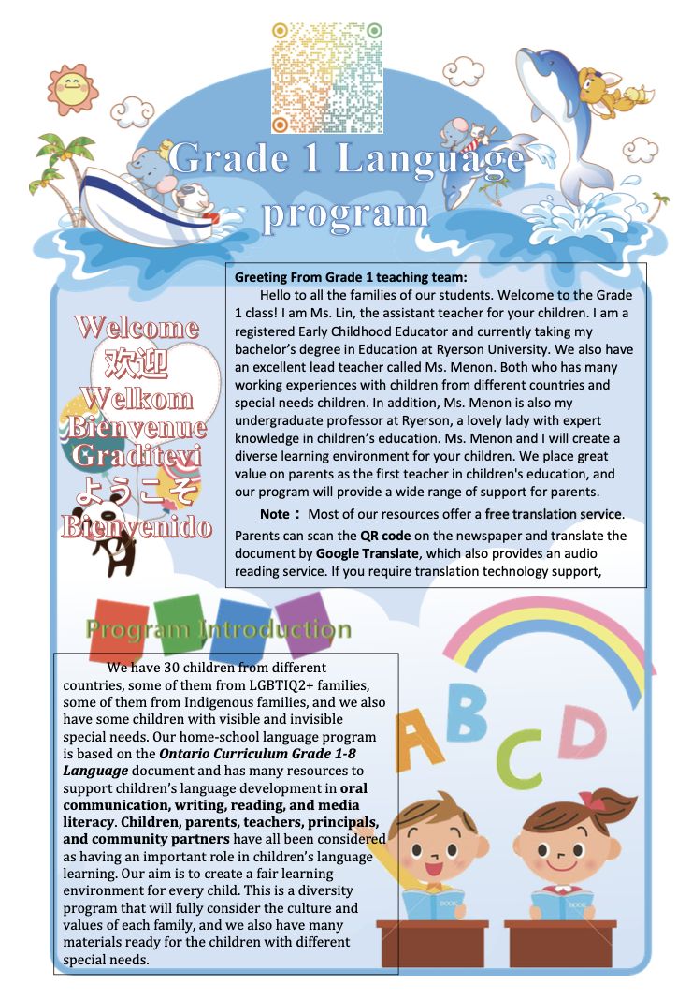 Grade 1 Language
program
Greeting From Grade 1 teaching team:
Hello to all the families of our students. Welcome to the Grade
1 class! I am Ms. Lin, the assistant teacher for your children. I am a
registered Early Childhood Educator and currently taking my
bachelor's degree in Education at Ryerson University. We also have
an excellent lead teacher called Ms. Menon. Both who has many
working experiences with children from different countries and
special needs children. In addition, Ms. Menon is also my
undergraduate professor at Ryerson, a lovely lady with expert
knowledge in children's education. Ms. Menon and I will create a
diverse learning environment for your children. We place great
value on parents as the first teacher in children's education, and
our program will provide a wide range of support for parents.
Note： Most of our resources offer a free translation service.
Parents can scan the QR code on the newspaper and translate the
document by Google Translate, which also provides an audio
reading service. If you require translation technology support,
Welcome
欢迎
Welkom
Bienvenue
Graditevi
ようこそ
Bienvenido
Program Introduction
We have 30 children from different
countries, some of them from LGBTIQ2+ families,
some of them from Indigenous families, and we also
have some children with visible and invisible
special needs. Our home-school language program
is based on the Ontario Curriculum Grade 1-8
Language document and has many resources to
support children's language development in oral
communication, writing, reading, and media
literacy. Children, parents, teachers, principals,
and community partners have all been considered
as having an important role in children's language
learning. Our aim is to create a fair learning
environment for every child. This is a diversity
program that will fully consider the culture and
values of each family, and we also have many
materials ready for the children with different
special needs.
A B C D
BOOK
BOOK